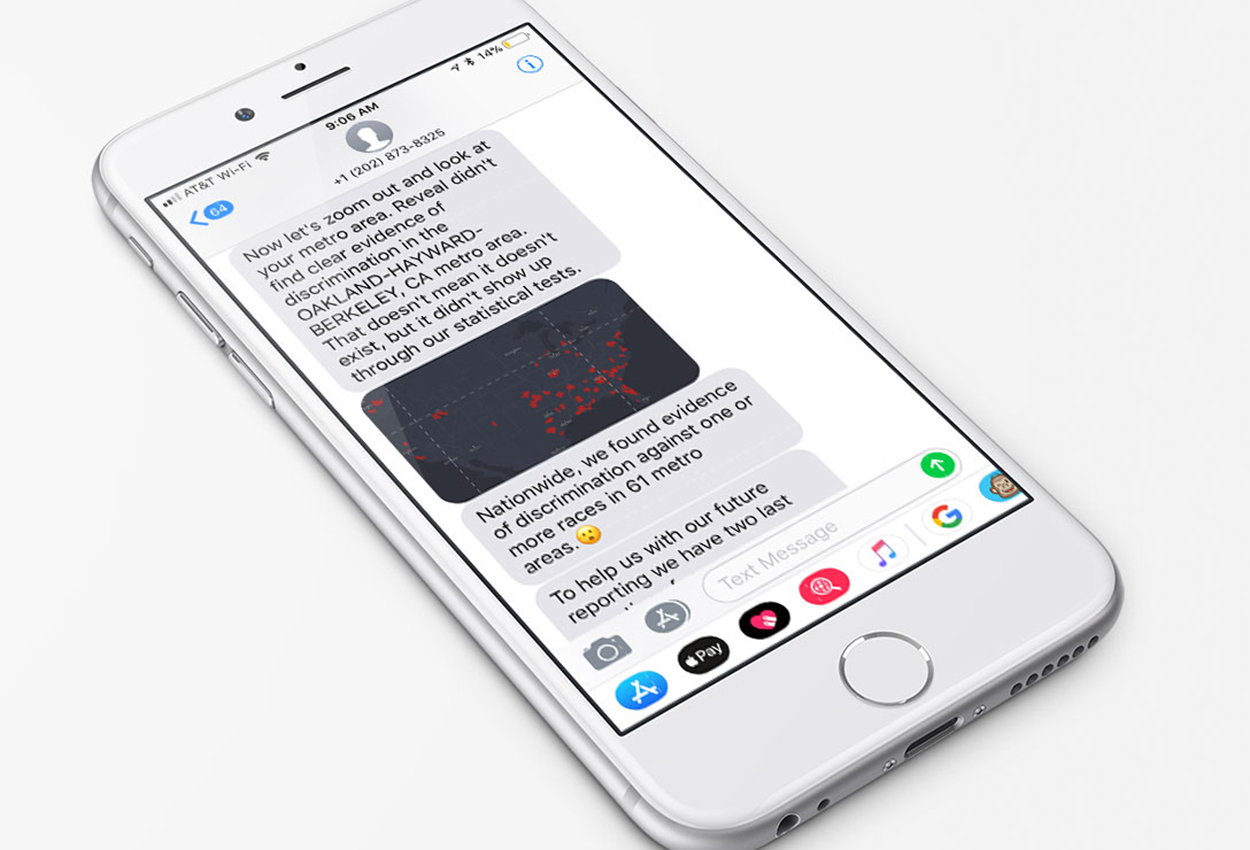 AT&T Wi-Fi
9:06 AM
14%
64
+1 (202) 873-8325
Now let's zoom out and look at
your metro area. Reveal didn't
find clear evidence of
discrimination in the
OAKLAND-HAYWARD-
BERKELEY, CA metro area.
That doesn't mean it doesn't
exist, but it didn't show up
through our statistical tests.
Nationwide, we found evidence
of discrimination against one or
more races in 61 metro
areas.😮
To help us with our future
reporting we have two last
Text Message
Pay